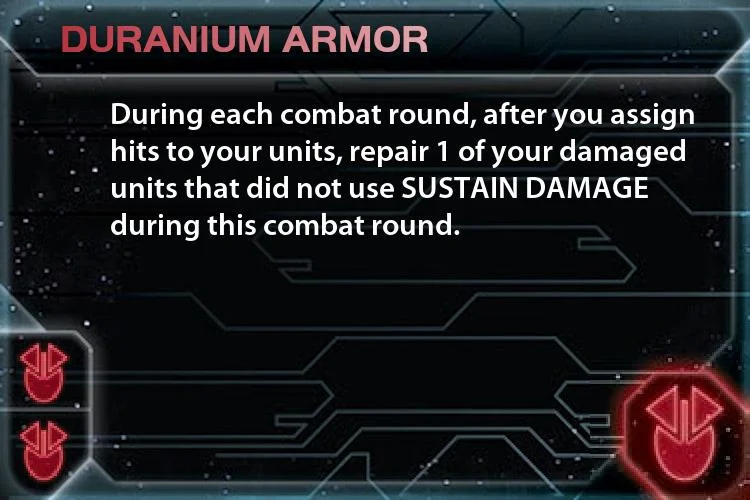 DURANIUM ARMOR
During each combat round, after you assign
hits to your units, repair 1 of your damaged
units that did not use SUSTAIN DAMAGE
during this combat round.